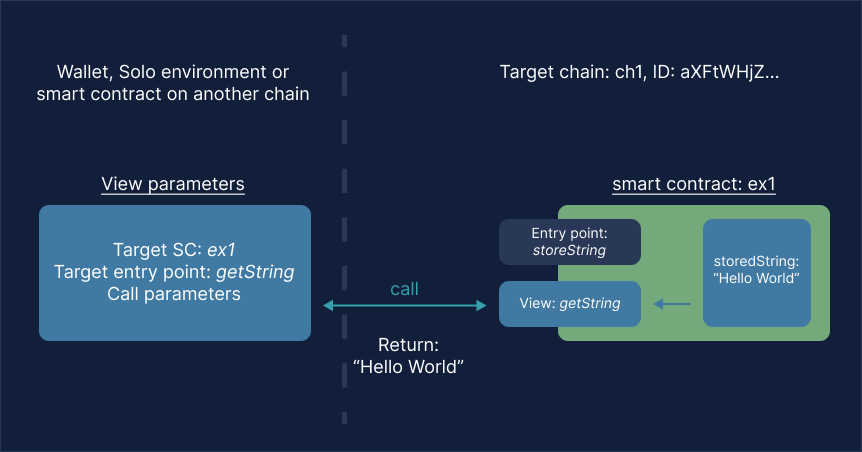 Wallet, Solo environment or
smart contract on another chain
Target chain: ch1, ID: aXFtWHjZ...
View parameters
Target SC: ex1
Target entry point: getString
Call parameters
call
Return:
“Hello World”
smart contract: ex1
Entry point:
storeString
View: getString
storedString:
“Hello World”